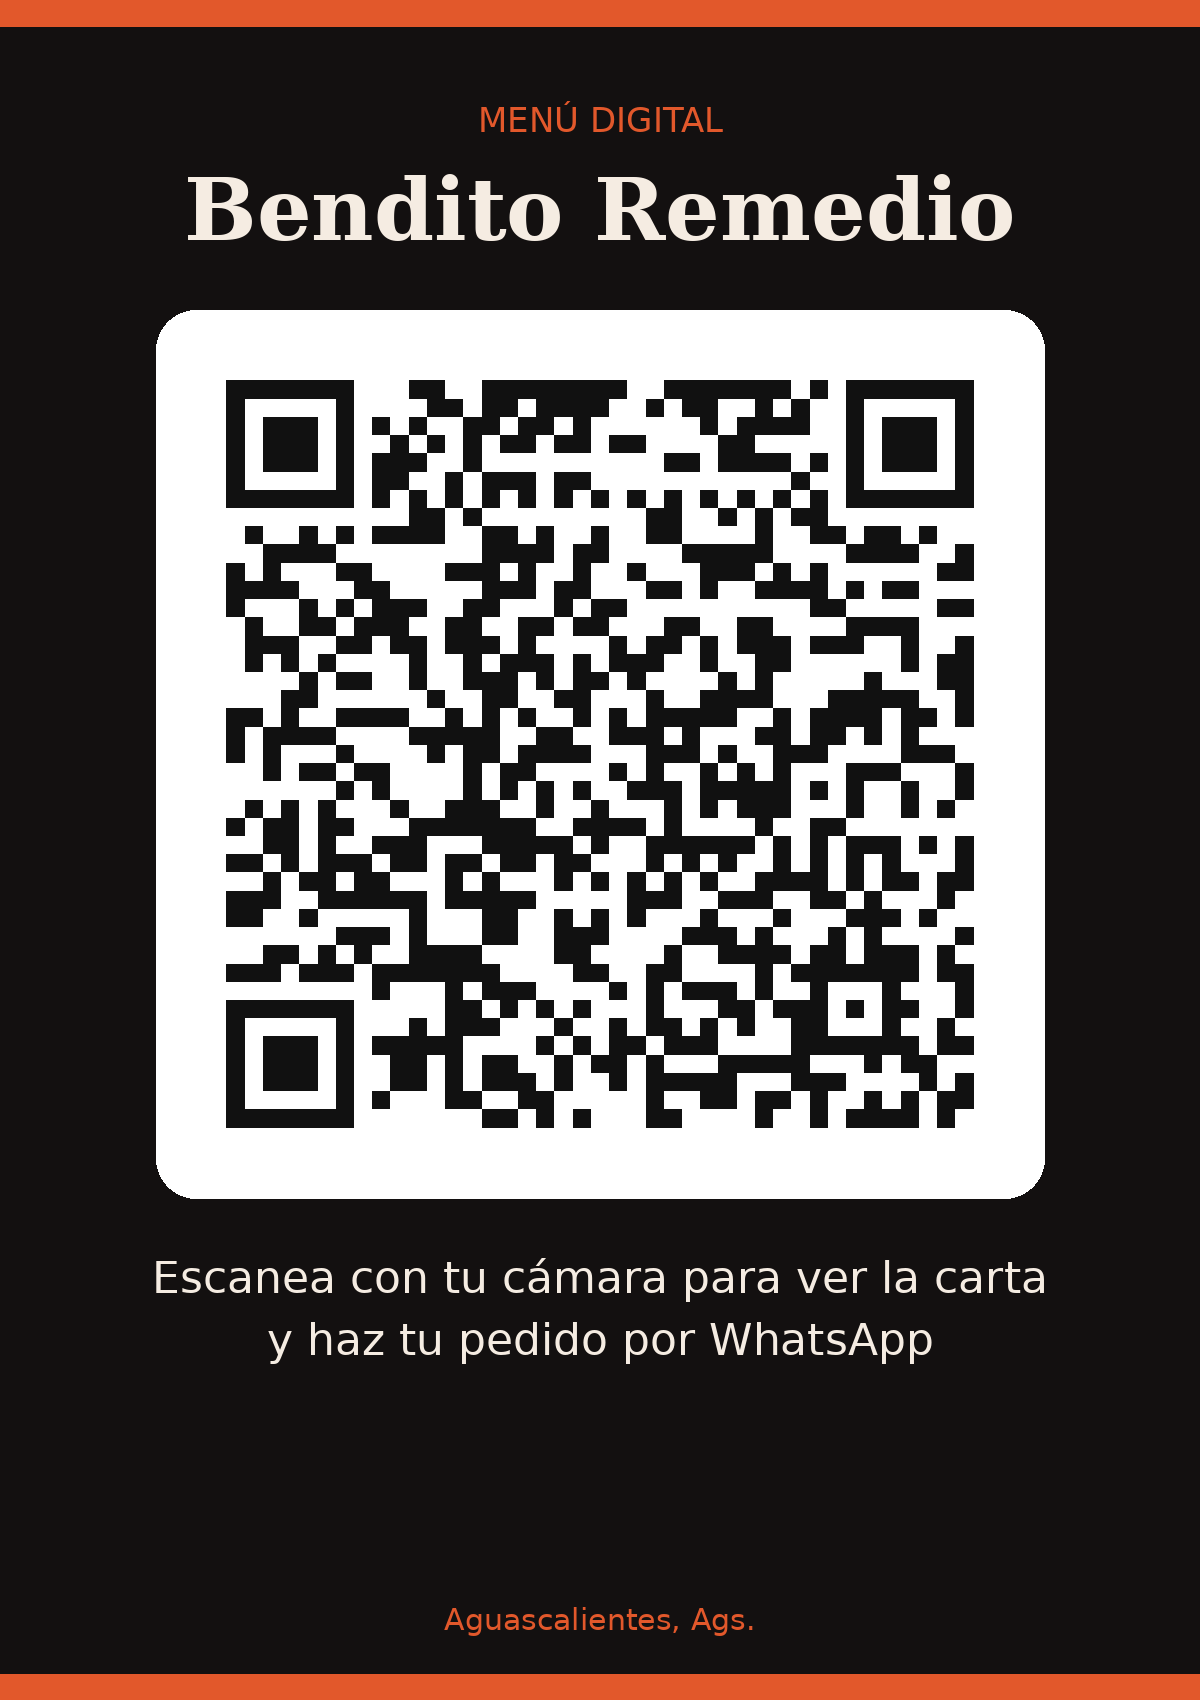 MENÚ DIGITAL
Bendito Remedio
Escanea con tu cámara para ver la carta
y haz tu pedido por WhatsApp
Aguascalientes, Ags.